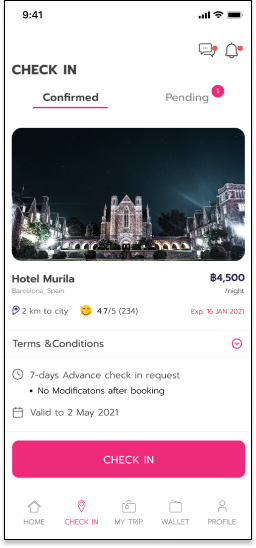 9:41
CHECK IN
Confirmed
Pending
1
Hotel Murila
฿4,500
Barcelona, Spain
/night
2 km to city
4.7/5 (234)
Exp. 16 JAN 2021
Terms &Conditions
7-days Advance check in request
• No Modificatons after booking
Valid to 2 May 2021
CHECK IN
HOME
CHECK IN
MY TRIP
WALLET
PROFILE